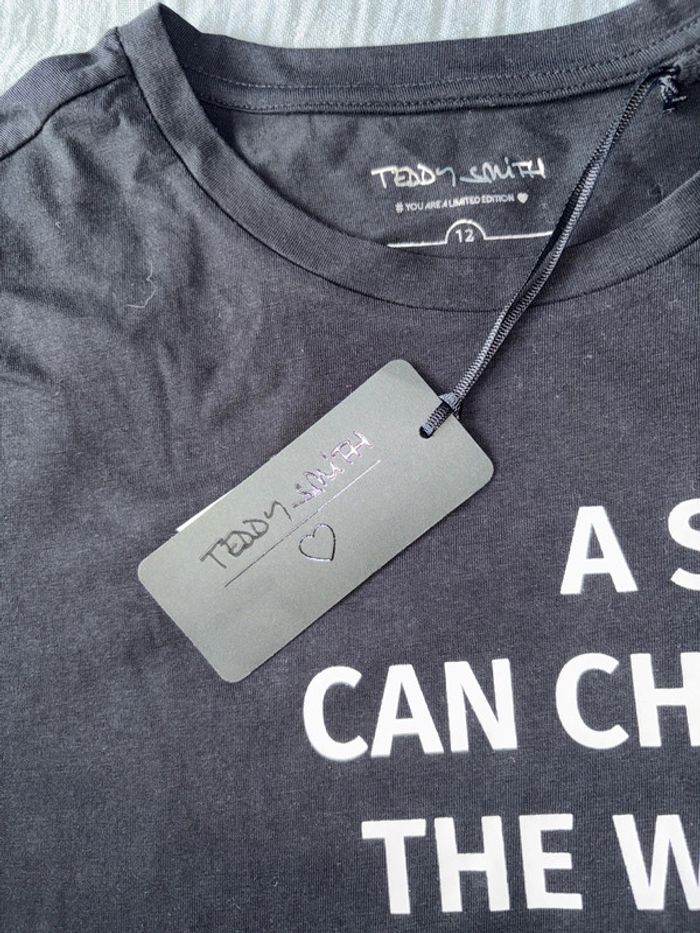 TEDDY SMITH
# YOU ARE A LIMITED EDITION
12
TEDDY SMITH
A S
CAN CH
THE W